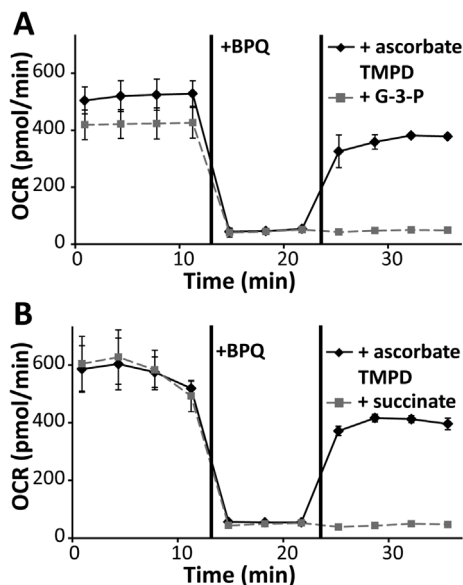 A
+BPQ
+ ascorbate
TMPD
+ G-3-P
OCR (pmol/min)
600
400
200
0
0
10
20
30
Time (min)
B
+BPQ
+ ascorbate
TMPD
+ succinate
OCR (pmol/min)
600
400
200
0
0
10
20
30
Time (min)